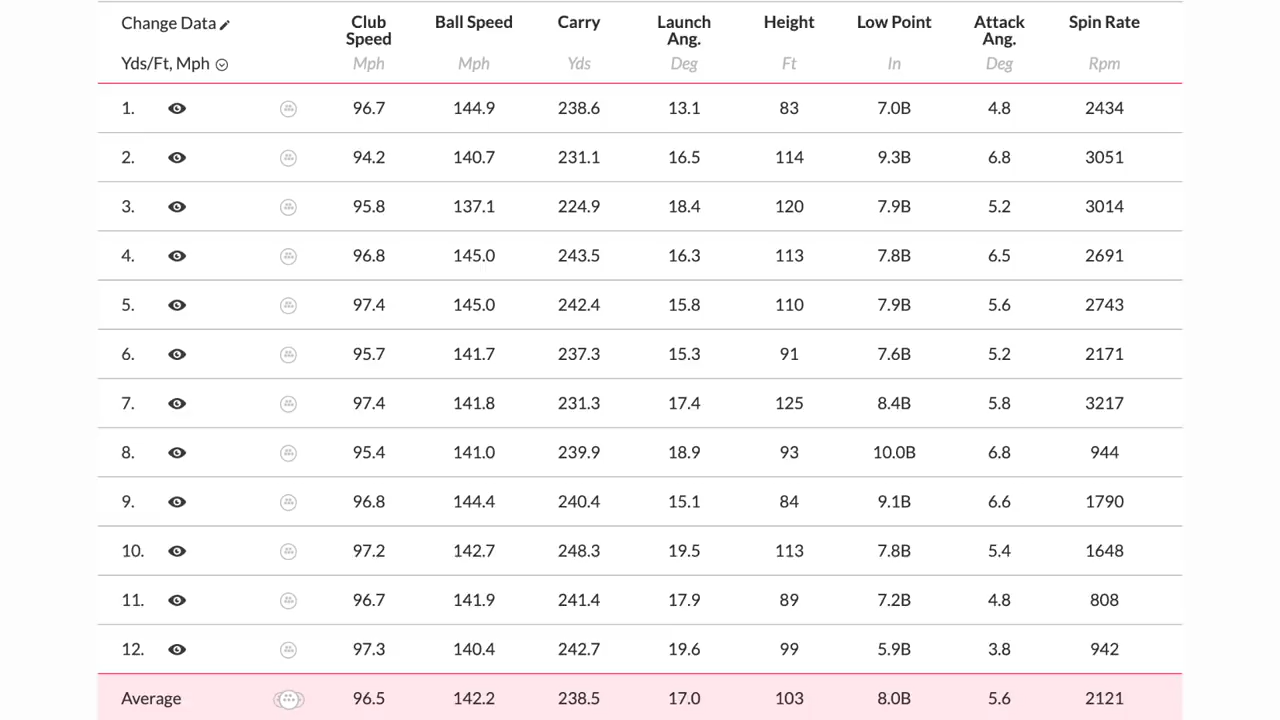 Change Data Club Speed Ball Speed Carry Launch Ang. Height Low Point Attack Ang. Spin Rate
Yds/Ft, Mph Mph Mph Yds Deg Ft In Deg Rpm
1. 96.7 144.9 238.6 13.1 83 7.0B 4.8 2434
2. 94.2 140.7 231.1 16.5 114 9.3B 6.8 3051
3. 95.8 137.1 224.9 18.4 120 7.9B 5.2 3014
4. 96.8 145.0 243.5 16.3 113 7.8B 6.5 2691
5. 97.4 145.0 242.4 15.8 110 7.9B 5.6 2743
6. 95.7 141.7 237.3 15.3 91 7.6B 5.2 2171
7. 97.4 141.8 231.3 17.4 125 8.4B 5.8 3217
8. 95.4 141.0 239.9 18.9 93 10.0B 6.8 944
9. 96.8 144.4 240.4 15.1 84 9.1B 6.6 1790
10. 97.2 142.7 248.3 19.5 113 7.8B 5.4 1648
11. 96.7 141.9 241.4 17.9 89 7.2B 4.8 808
12. 97.3 140.4 242.7 19.6 99 5.9B 3.8 942
Average 96.5 142.2 238.5 17.0 103 8.0B 5.6 2121